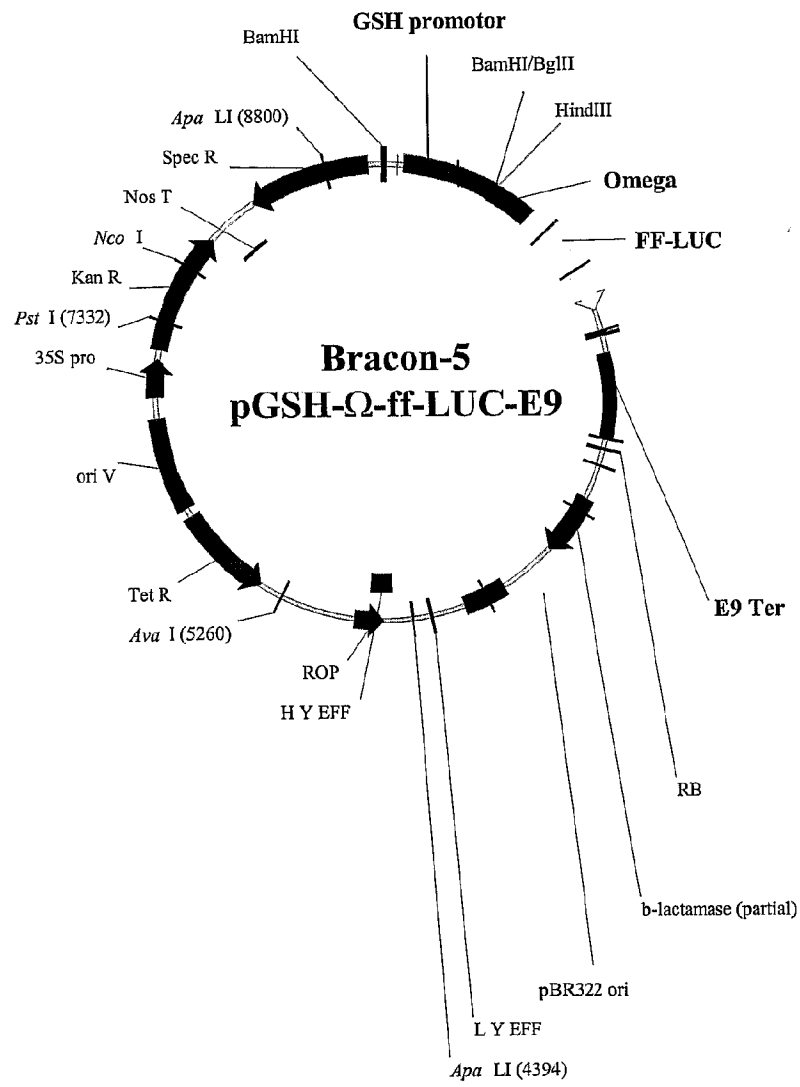 GSH promotor
BamHI
BamHI/BglII
HindIII
Apa LI (8800)
Spec R
Omega
Nos T
FF-LUC
Nco I
Kan R
Pst I (7332)
35S pro
Bracon-5
pGSH-Ω-ff-LUC-E9
ori V
Tet R
E9 Ter
Ava I (5260)
ROP
H Y EFF
RB
b-lactamase (partial)
pBR322 ori
L Y EFF
Apa LI (4394)